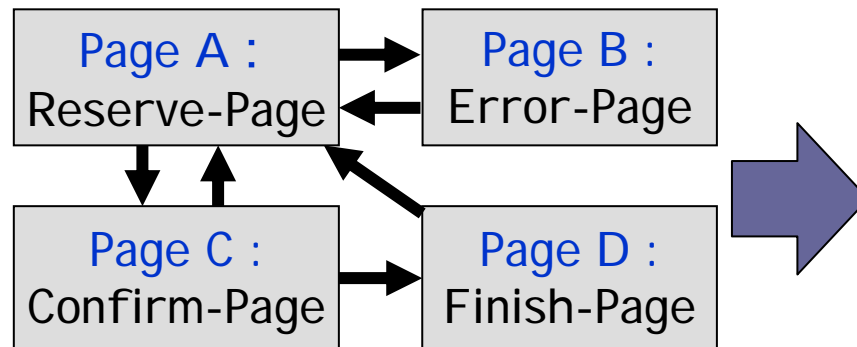 Page A :
Reserve-Page
Page B :
Error-Page
Page C :
Confirm-Page
Page D :
Finish-Page